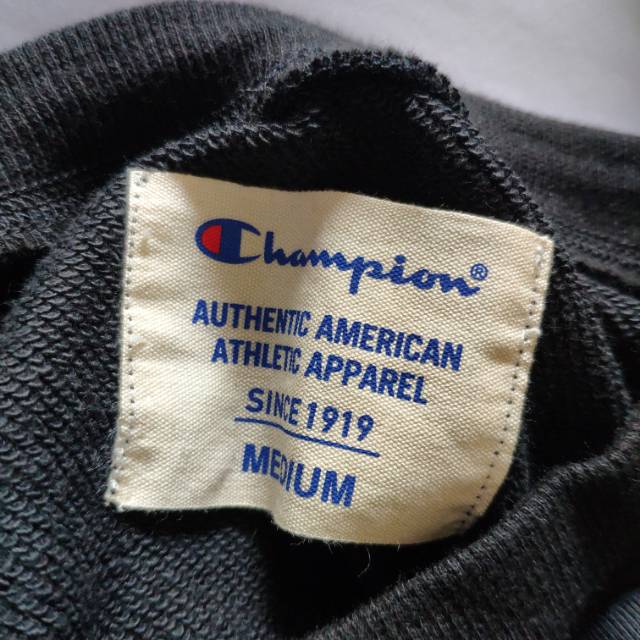 Champion®
AUTHENTIC AMERICAN
ATHLETIC APPAREL
SINCE 1919
MEDIUM